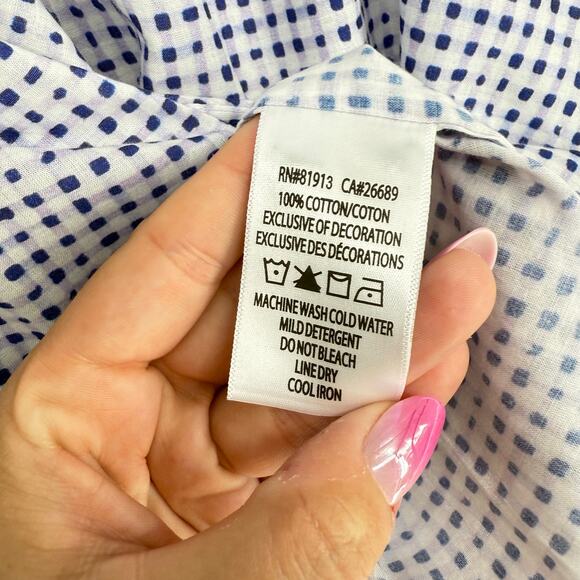 RN#81913 CA#26689
100% COTTON/COTON
EXCLUSIVE OF DECORATION
EXCLUSIVE DES DÉCORATIONS
MACHINE WASH COLD WATER
MILD DETERGENT
DO NOT BLEACH
LINE DRY
COOL IRON